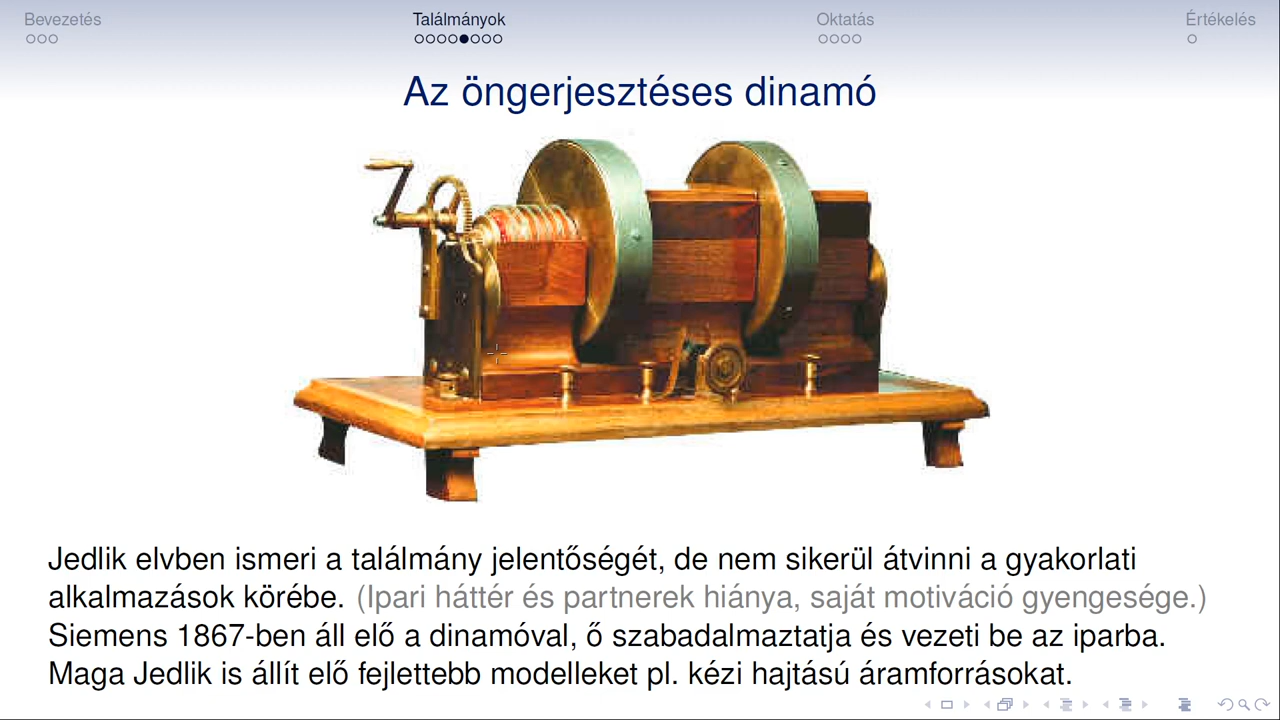 Bevezetés
Találmányok
Oktatás
Értékelés
Az öngerjesztéses dinamó
Jedlik elvben ismeri a találmány jelentőségét, de nem sikerül átvinni a gyakorlati
alkalmazások körébe. (Ipari háttér és partnerek hiánya, saját motiváció gyengesége.)
Siemens 1867-ben áll elő a dinamóval, ő szabadalmaztatja és vezeti be az iparba.
Maga Jedlik is állít elő fejlettebb modelleket pl. kézi hajtású áramforrásokat.